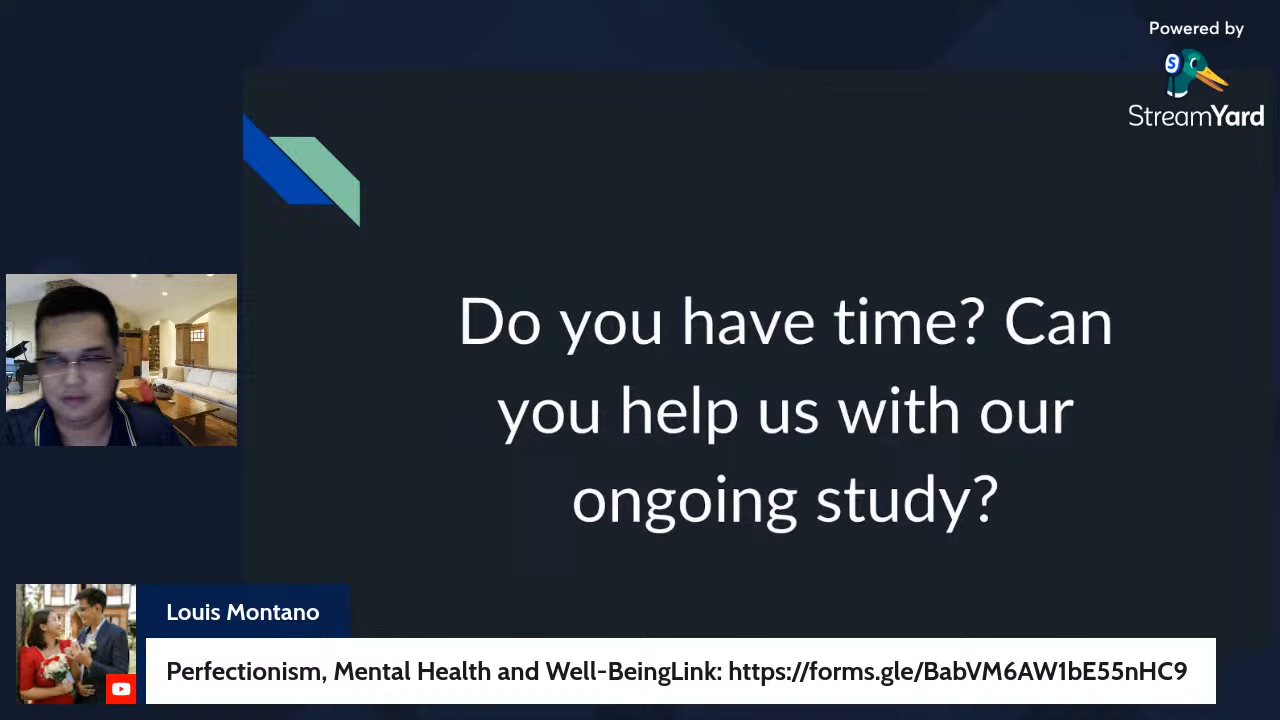 Powered by
S
StreamYard
Do you have time? Can
you help us with our
ongoing study?
Louis Montano
Perfectionism, Mental Health and Well-BeingLink: https://forms.gle/BabVM6AW1bE55nHC9